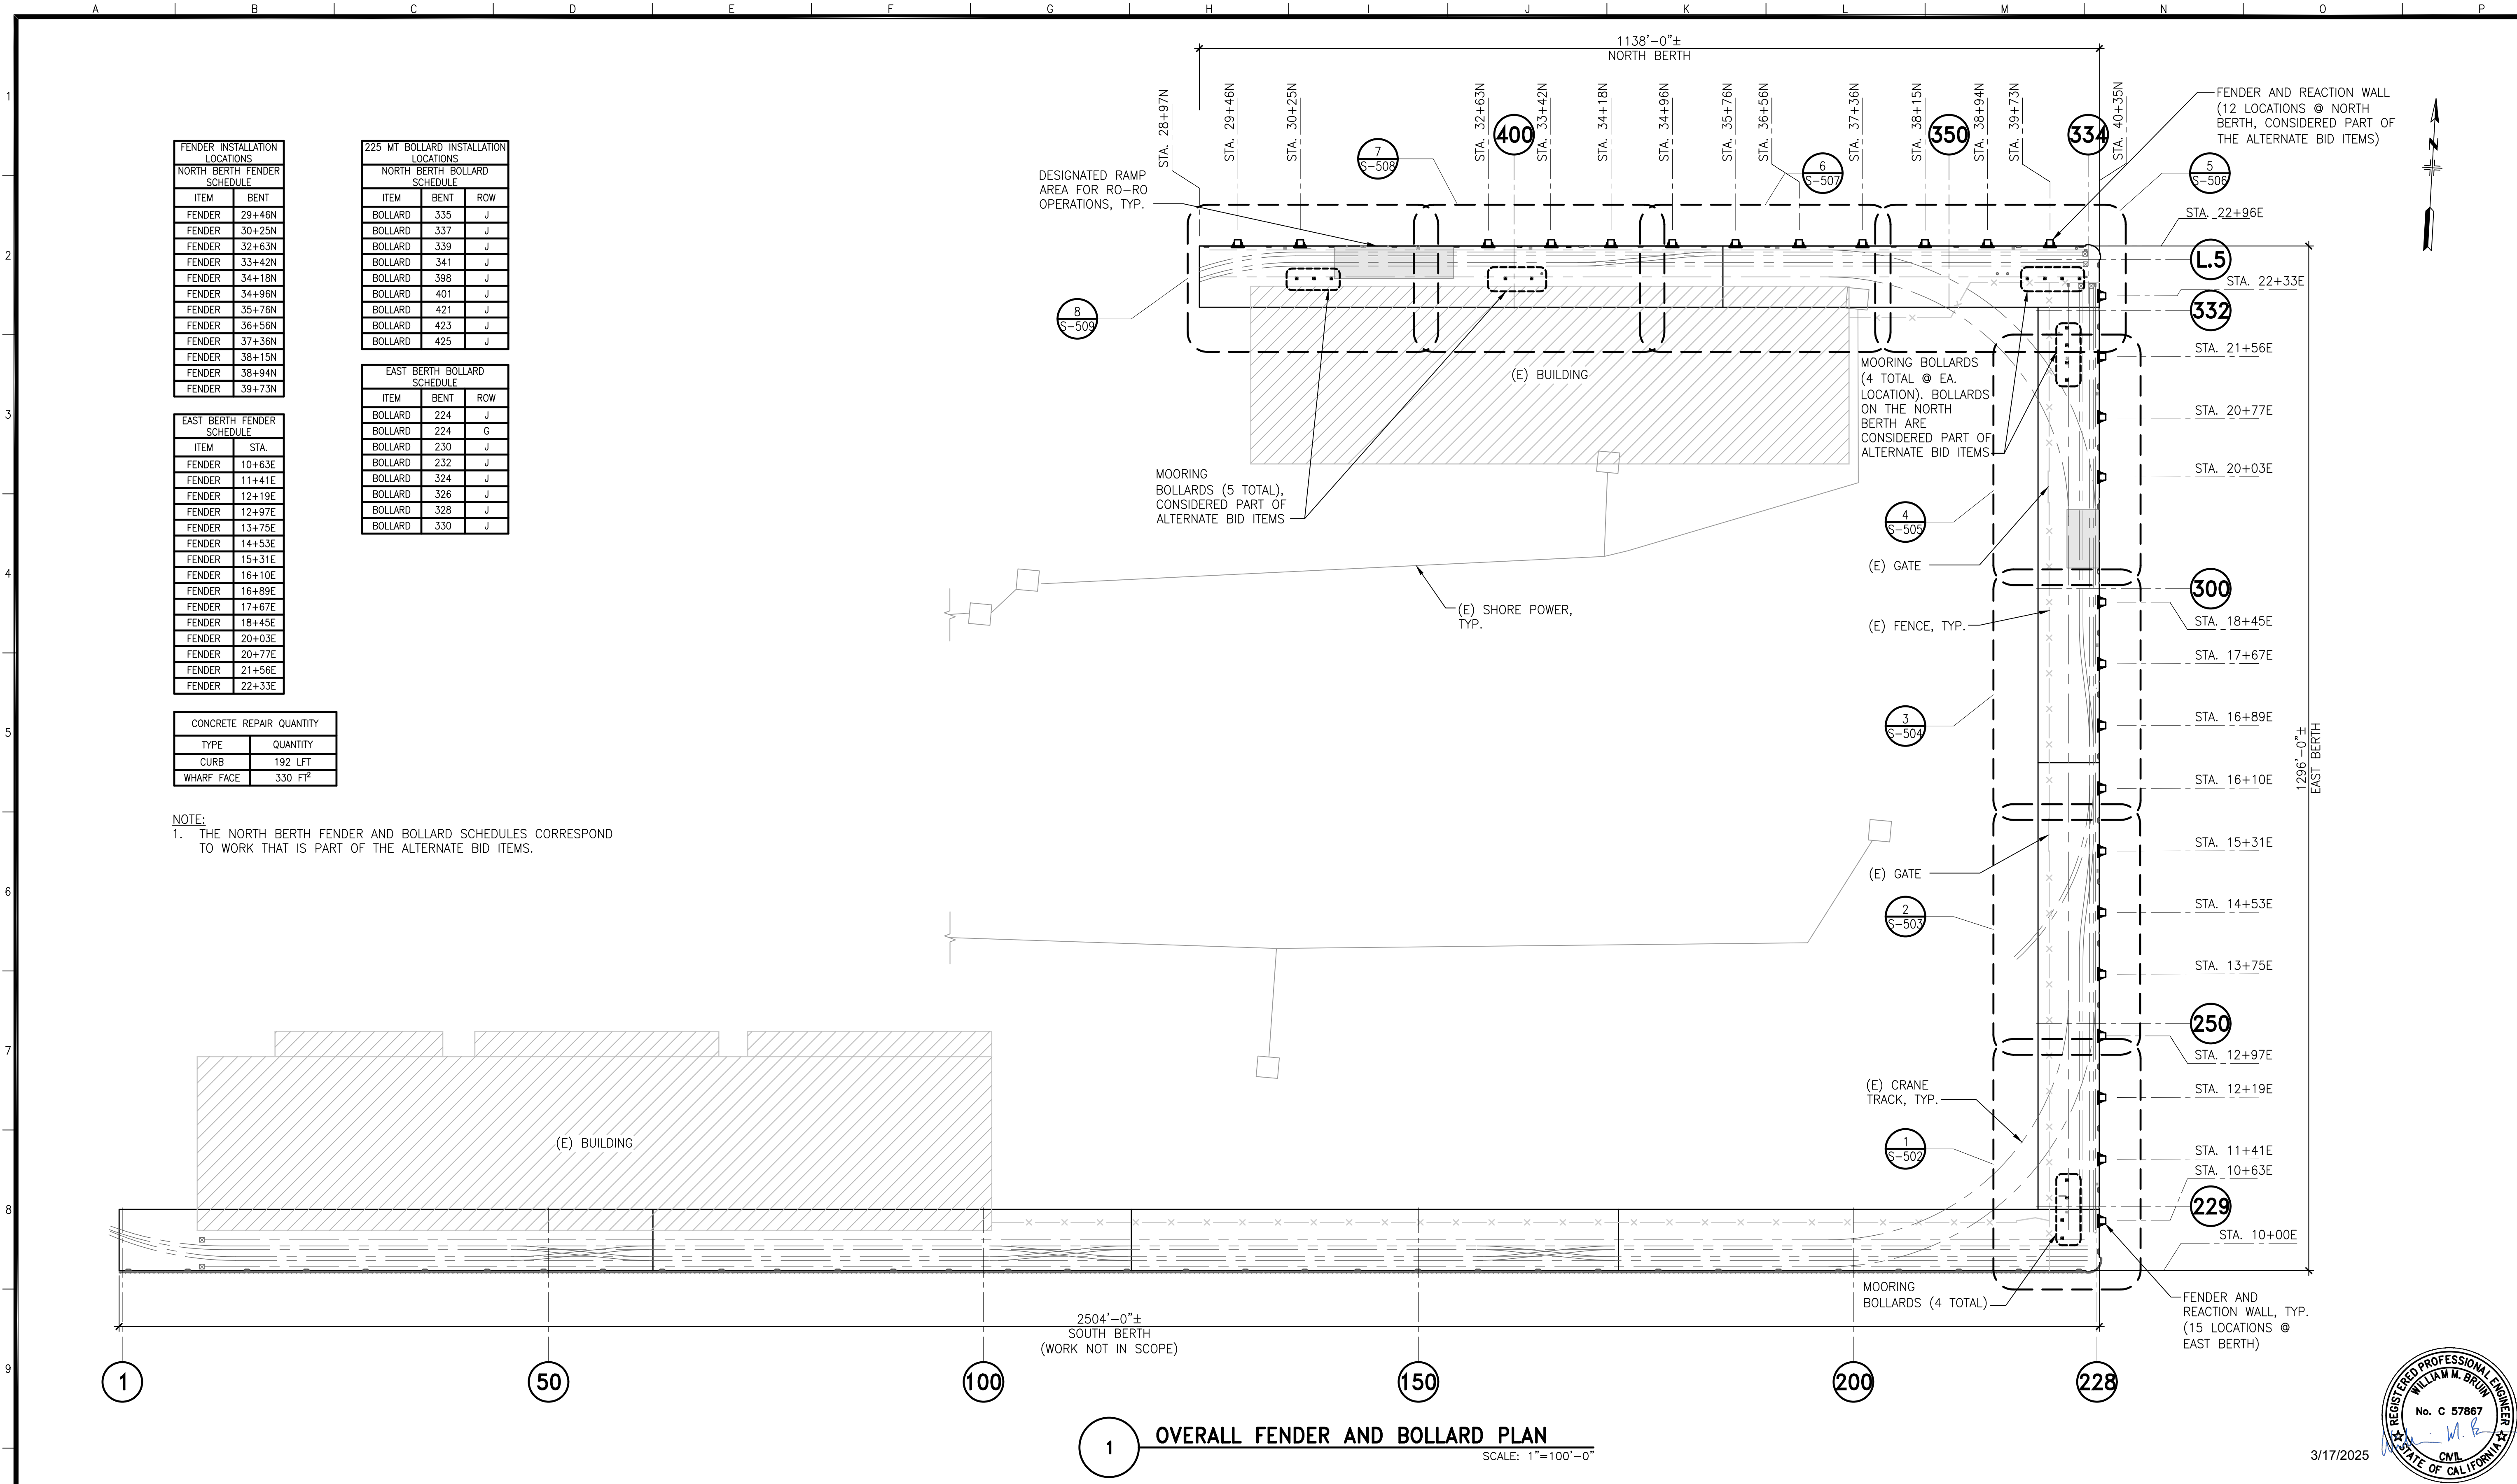 A B C D E F G H I J K L M N O P
1
2
3
4
5
6
7
8
9
FENDER INSTALLATION
LOCATIONS
NORTH BERTH FENDER
SCHEDULE
ITEM BENT
FENDER 29+46N
FENDER 30+25N
FENDER 32+63N
FENDER 33+42N
FENDER 34+18N
FENDER 34+96N
FENDER 35+76N
FENDER 36+56N
FENDER 37+36N
FENDER 38+15N
FENDER 38+94N
FENDER 39+73N
EAST BERTH FENDER
SCHEDULE
ITEM STA.
FENDER 10+63E
FENDER 11+41E
FENDER 12+19E
FENDER 12+97E
FENDER 13+75E
FENDER 14+53E
FENDER 15+31E
FENDER 16+10E
FENDER 16+89E
FENDER 17+67E
FENDER 18+45E
FENDER 20+03E
FENDER 20+77E
FENDER 21+56E
FENDER 22+33E
CONCRETE REPAIR QUANTITY
TYPE QUANTITY
CURB 192 LFT
WHARF FACE 330 FT²
NOTE:
1. THE NORTH BERTH FENDER AND BOLLARD SCHEDULES CORRESPOND
TO WORK THAT IS PART OF THE ALTERNATE BID ITEMS.
225 MT BOLLARD INSTALLATION
LOCATIONS
NORTH BERTH BOLLARD
SCHEDULE
ITEM BENT ROW
BOLLARD 335 J
BOLLARD 337 J
BOLLARD 339 J
BOLLARD 341 J
BOLLARD 398 J
BOLLARD 401 J
BOLLARD 421 J
BOLLARD 423 J
BOLLARD 425 J
EAST BERTH BOLLARD
SCHEDULE
ITEM BENT ROW
BOLLARD 224 J
BOLLARD 224 G
BOLLARD 230 J
BOLLARD 232 J
BOLLARD 324 J
BOLLARD 326 J
BOLLARD 328 J
BOLLARD 330 J
1138'-0"±
NORTH BERTH
STA. 28+97N
STA. 29+46N
STA. 30+25N
STA. 32+63N
400
STA. 33+42N
STA. 34+18N
STA. 34+96N
STA. 35+76N
STA. 36+56N
STA. 37+36N
STA. 38+15N
350
STA. 38+94N
STA. 39+73N
334
STA. 40+35N
FENDER AND REACTION WALL
(12 LOCATIONS @ NORTH
BERTH, CONSIDERED PART OF
THE ALTERNATE BID ITEMS)
N
7
S-508
6
S-507
5
S-506
8
S-509
DESIGNATED RAMP
AREA FOR RO-RO
OPERATIONS, TYP.
STA. 22+96E
L.5
STA. 22+33E
332
STA. 21+56E
STA. 20+77E
STA. 20+03E
300
STA. 18+45E
STA. 17+67E
STA. 16+89E
STA. 16+10E
STA. 15+31E
STA. 14+53E
STA. 13+75E
250
STA. 12+97E
STA. 12+19E
STA. 11+41E
STA. 10+63E
229
STA. 10+00E
1296'-0"±
EAST BERTH
(E) BUILDING
MOORING BOLLARDS
(4 TOTAL @ EA.
LOCATION). BOLLARDS
ON THE NORTH
BERTH ARE
CONSIDERED PART OF
ALTERNATE BID ITEMS
MOORING
BOLLARDS (5 TOTAL),
CONSIDERED PART OF
ALTERNATE BID ITEMS
4
S-505
(E) GATE
(E) SHORE POWER,
TYP.
(E) FENCE, TYP.
3
S-504
(E) GATE
2
S-503
(E) CRANE
TRACK, TYP.
1
S-502
(E) BUILDING
MOORING
BOLLARDS (4 TOTAL)
FENDER AND
REACTION WALL, TYP.
(15 LOCATIONS @
EAST BERTH)
2504'-0"±
SOUTH BERTH
(WORK NOT IN SCOPE)
1 50 100 150 200 228
1 OVERALL FENDER AND BOLLARD PLAN
SCALE: 1"=100'-0"
3/17/2025
REGISTERED PROFESSIONAL ENGINEER
WILLIAM M. BRUIN
No. C 57867
CIVIL
STATE OF CALIFORNIA